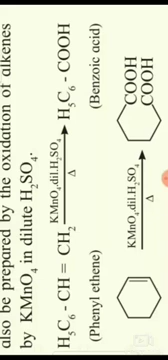 also be prepared by the oxidation of alkenes
by KMnO₄ in dilute H₂SO₄.
H₅C₆ - CH = CH₂ KMnO₄,dil.H₂SO₄ Δ H₅C₆ - COOH
(Phenyl ethene) (Benzoic acid)
KMnO₄,dil.H₂SO₄ Δ COOH
COOH